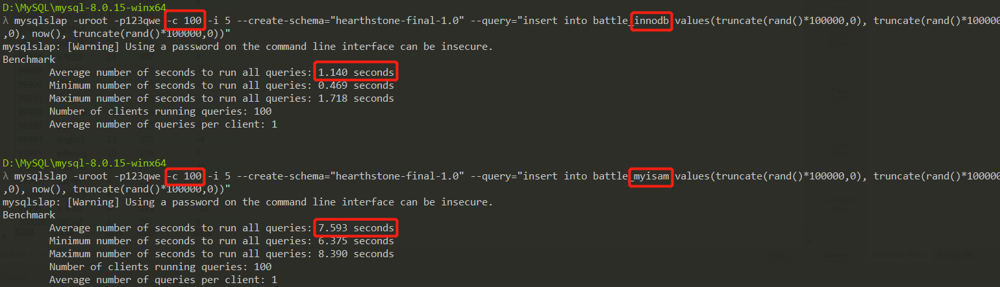 D:\MySQL\mysql-8.0.15-winx64
λ mysqlslap -uroot -p123qwe -c 100 -i 5 --create-schema="hearthstone-final-1.0" --query="insert into battle_innodb values(truncate(rand()*100000,0), truncate(rand()*100000
,0), now(), truncate(rand()*100000,0))"
mysqlslap: [Warning] Using a password on the command line interface can be insecure.
Benchmark
Average number of seconds to run all queries: 1.140 seconds
Minimum number of seconds to run all queries: 0.469 seconds
Maximum number of seconds to run all queries: 1.718 seconds
Number of clients running queries: 100
Average number of queries per client: 1
D:\MySQL\mysql-8.0.15-winx64
λ mysqlslap -uroot -p123qwe -c 100 -i 5 --create-schema="hearthstone-final-1.0" --query="insert into battle_myisam values(truncate(rand()*100000,0), truncate(rand()*100000
,0), now(), truncate(rand()*100000,0))"
mysqlslap: [Warning] Using a password on the command line interface can be insecure.
Benchmark
Average number of seconds to run all queries: 7.593 seconds
Minimum number of seconds to run all queries: 6.375 seconds
Maximum number of seconds to run all queries: 8.390 seconds
Number of clients running queries: 100
Average number of queries per client: 1